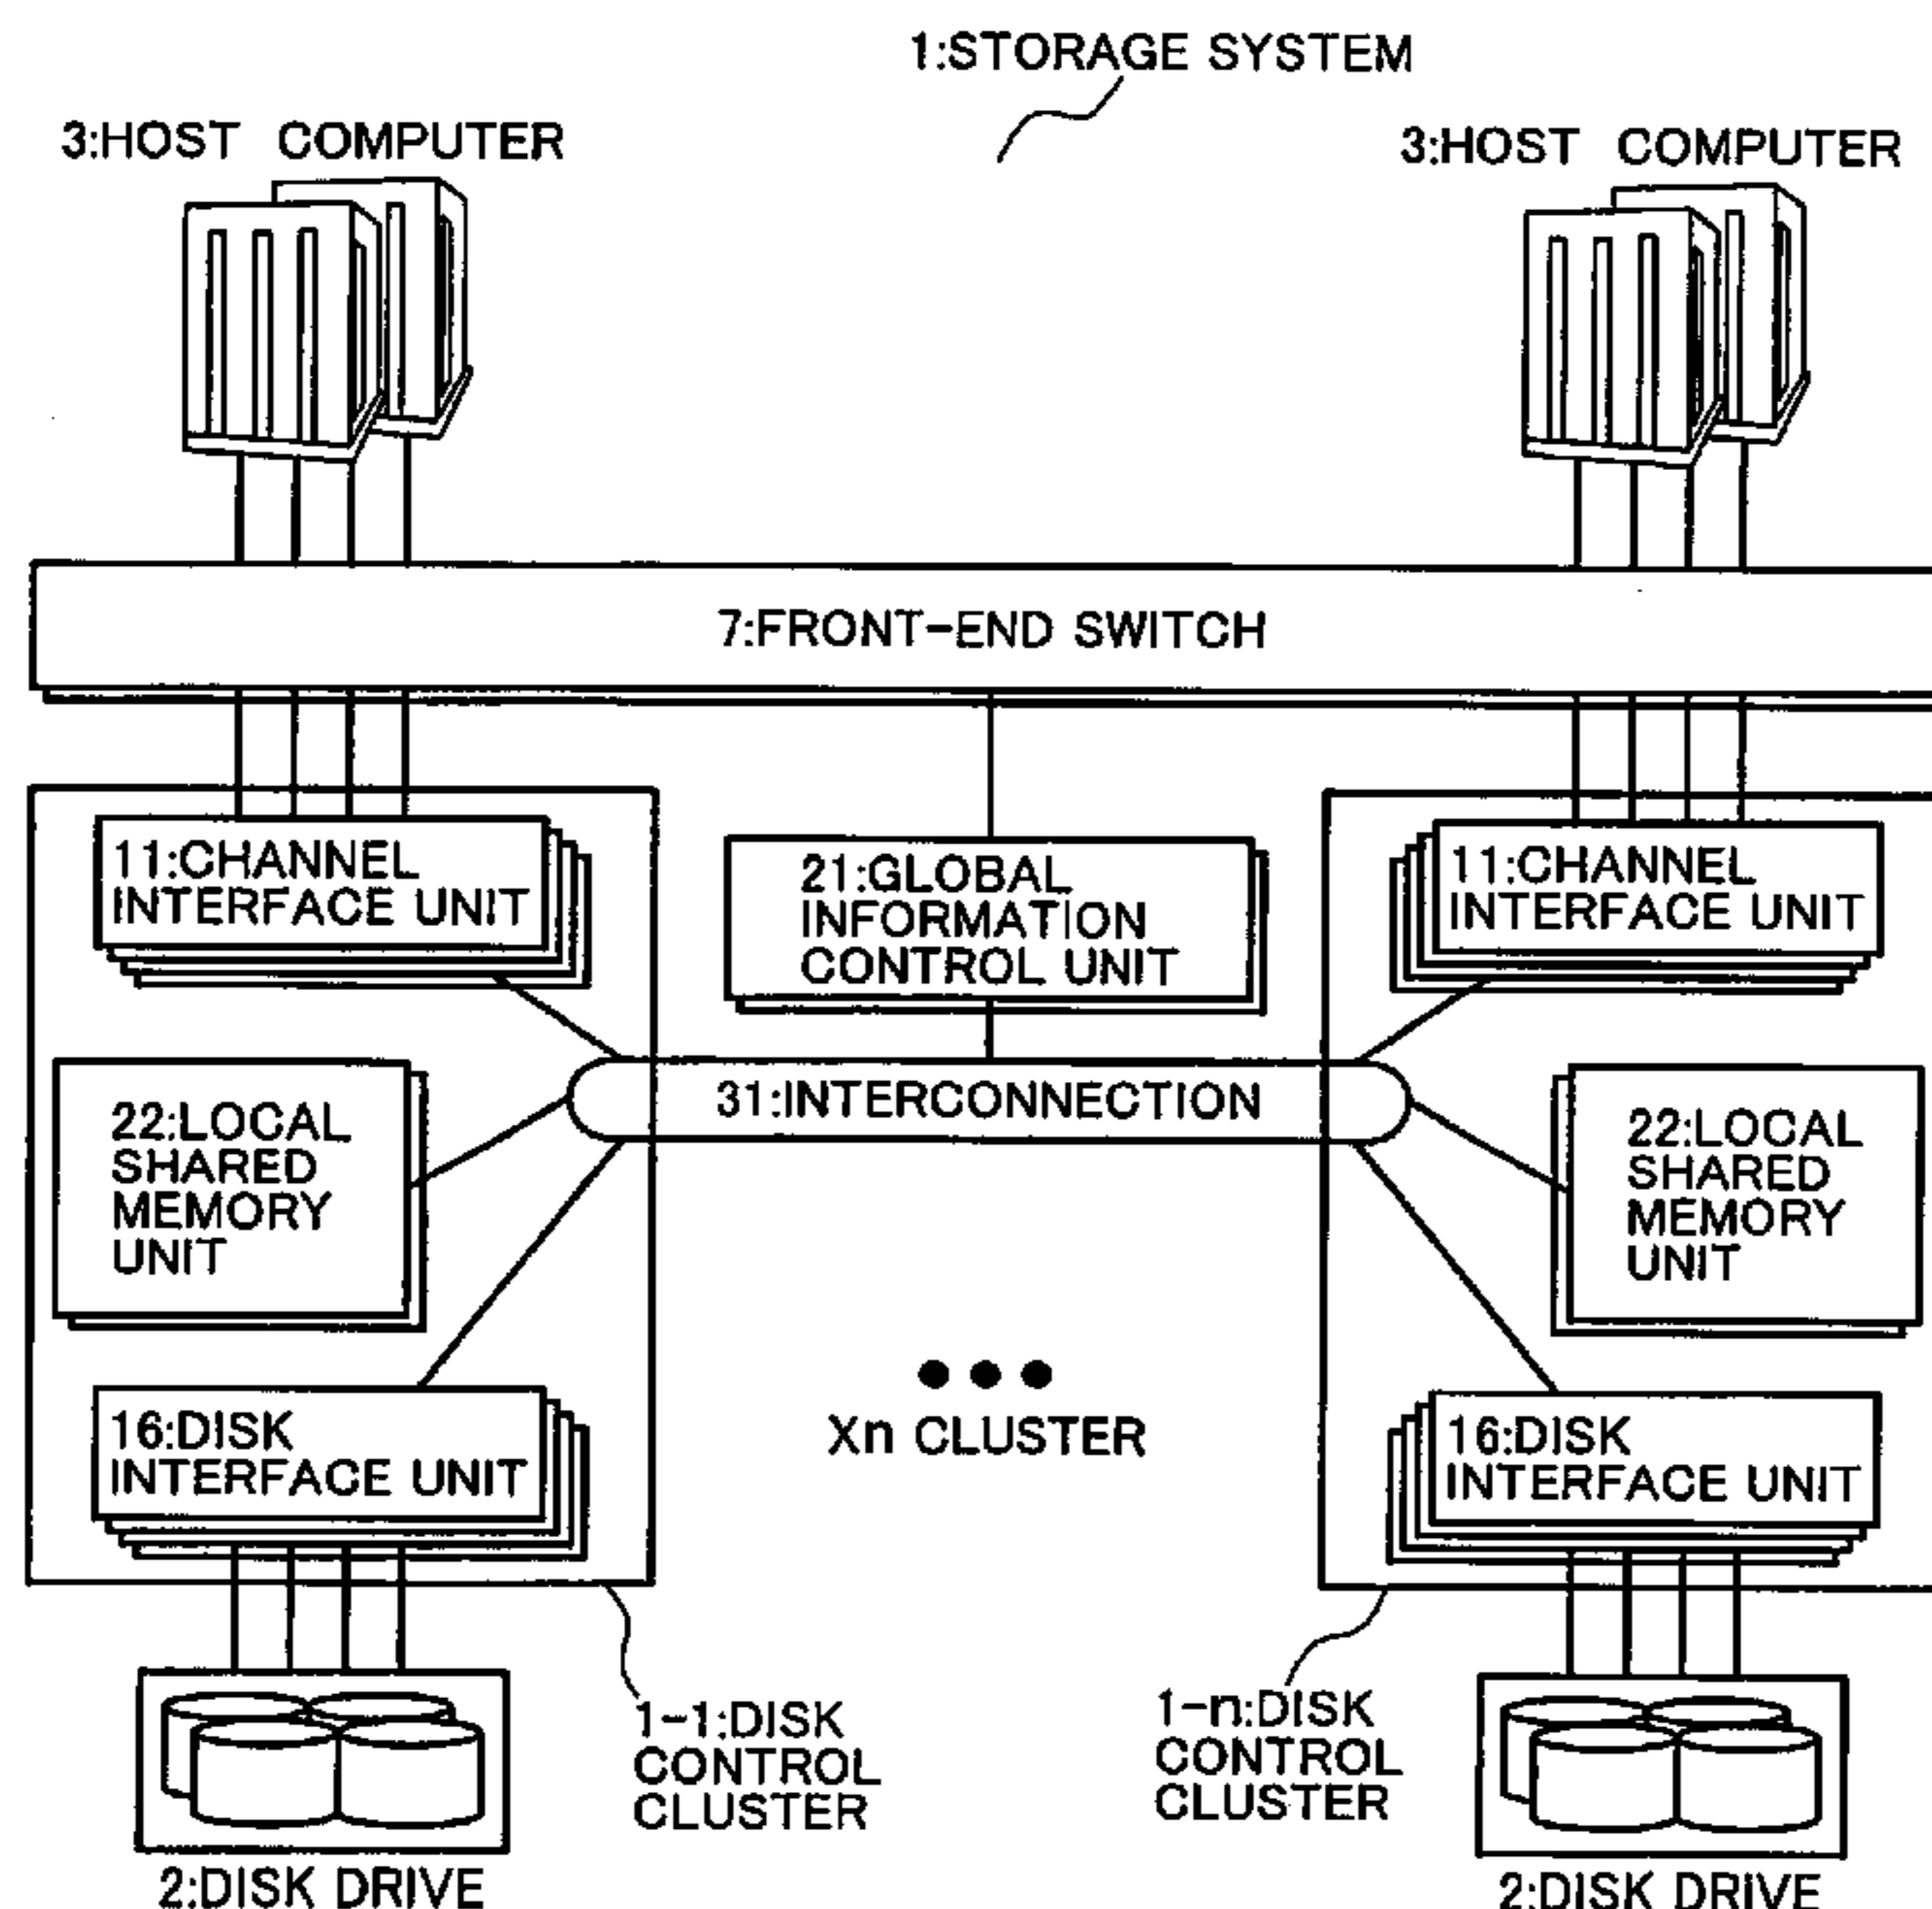 1:STORAGE SYSTEM
3:HOST COMPUTER
3:HOST COMPUTER
7:FRONT-END SWITCH
11:CHANNEL
INTERFACE UNIT
21:GLOBAL
INFORMATION
CONTROL UNIT
11:CHANNEL
INTERFACE UNIT
31:INTERCONNECTION
22:LOCAL
SHARED
MEMORY
UNIT
22:LOCAL
SHARED
MEMORY
UNIT
Xn CLUSTER
16:DISK
INTERFACE UNIT
16:DISK
INTERFACE UNIT
1-1:DISK
CONTROL
CLUSTER
1-n:DISK
CONTROL
CLUSTER
2:DISK DRIVE
2:DISK DRIVE